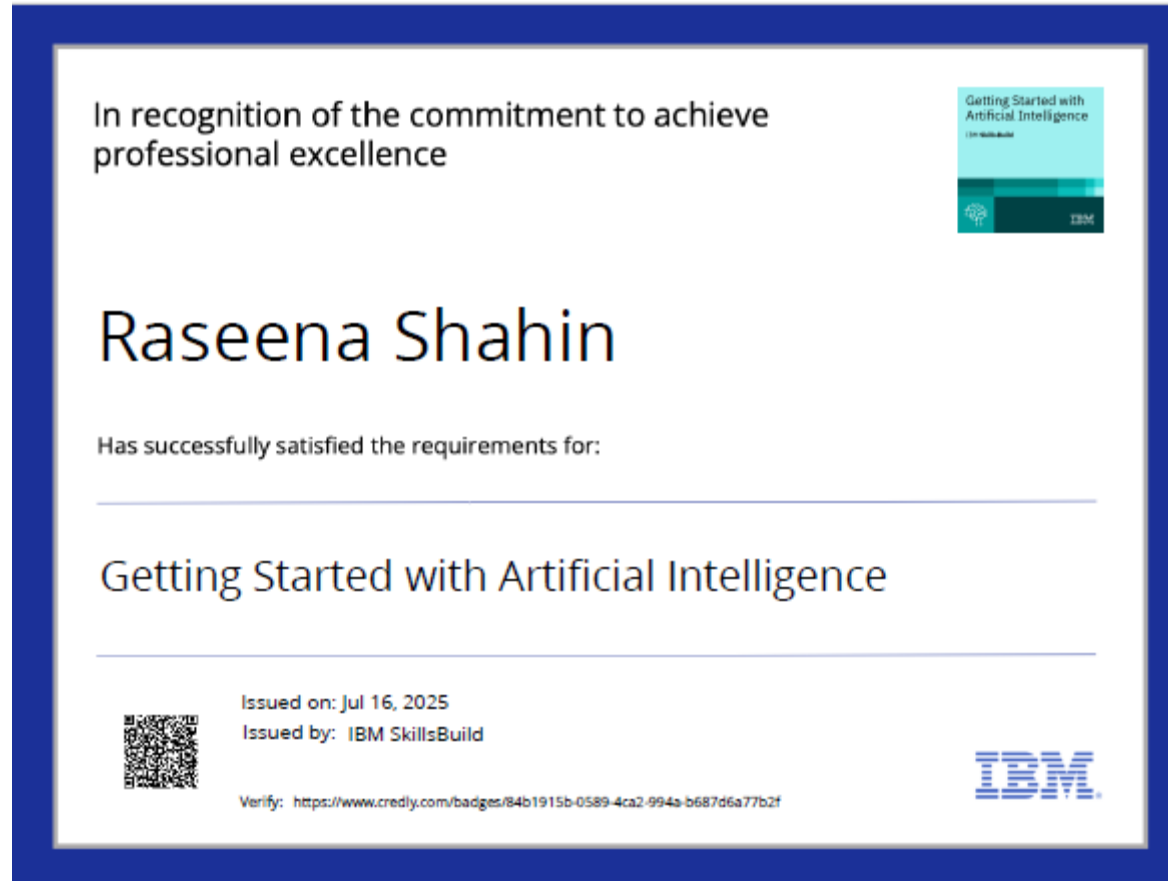 In recognition of the commitment to achieve
professional excellence
Getting Started with
Artificial Intelligence
IBM SkillsBuild
IBM
Raseena Shahin
Has successfully satisfied the requirements for:
Getting Started with Artificial Intelligence
Issued on: Jul 16, 2025
Issued by: IBM SkillsBuild
Verify: https://www.credly.com/badges/84b1915b-0589-4ca2-994a-b687d6a77b2f
IBM.